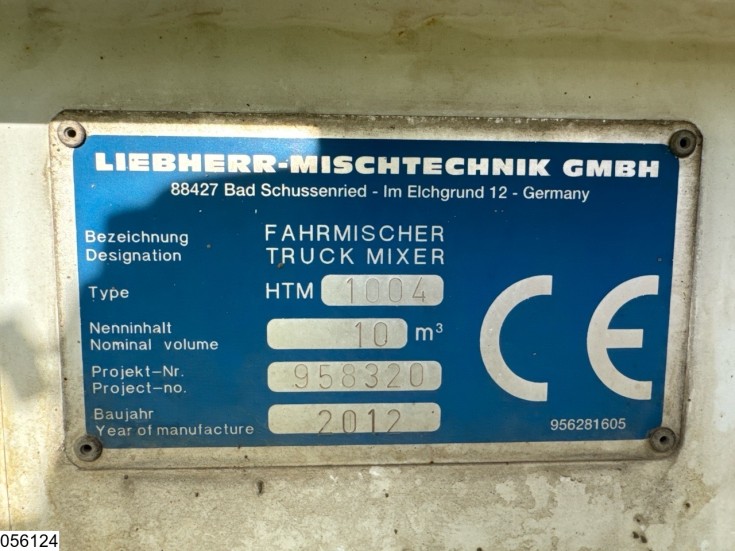 LIEBHERR-MISCHTECHNIK GMBH
88427 Bad Schussenried - Im Elchgrund 12 - Germany
Bezeichnung FAHRMISCHER
Designation TRUCK MIXER
Type HTM 1004
Nenninhalt
Nominal volume 10 m³
Projekt-Nr.
Project-no. 958320
Baujahr
Year of manufacture 2012
CE
956281605
056124